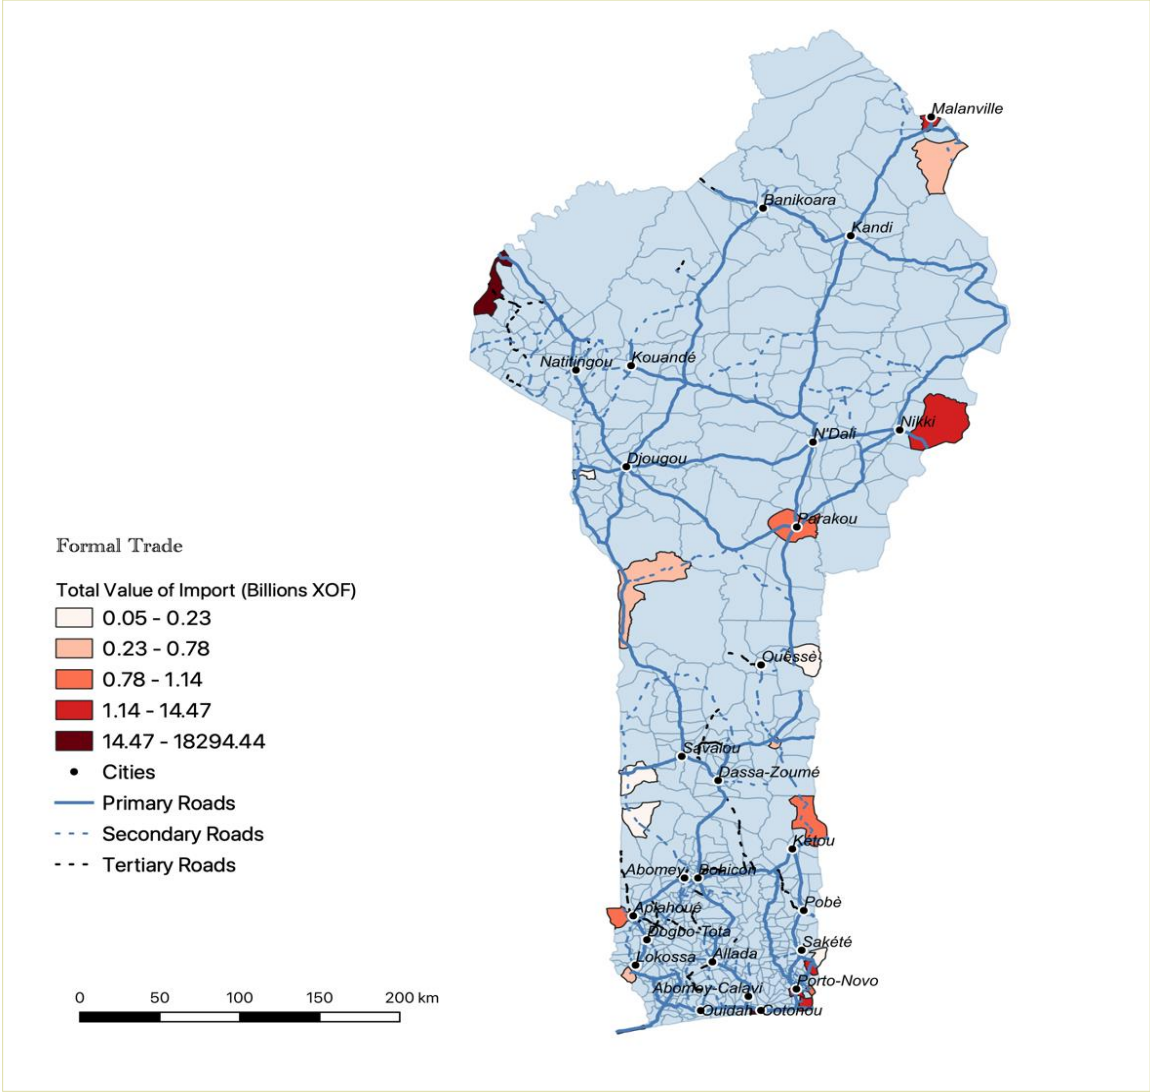 Malanville
Banikoara
Kandi
Natitingou
Kouandé
Nikki
N'Dali
Djougou
Parakou
Formal Trade
Total Value of Import (Billions XOF)
0.05 - 0.23
0.23 - 0.78
0.78 - 1.14
1.14 - 14.47
14.47 - 18294.44
Cities
Primary Roads
Secondary Roads
Tertiary Roads
Ouèssè
Savalou
Dassa-Zoumé
Kétou
Abomey
Bohicon
Aplahoué
Pobè
Dogbo-Tota
Sakété
Lokossa
Allada
Abomey-Calavi
Porto-Novo
Ouidah
Cotonou
0 50 100 150 200 km